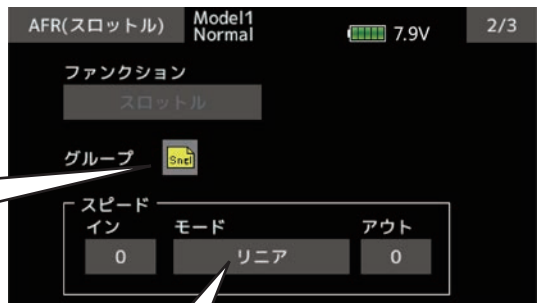 AFR(スロットル) Model1 Normal 7.9V 2/3
ファンクション
スロットル
グループ Sngl
スピード
イン モード アウト
0 リニア 0